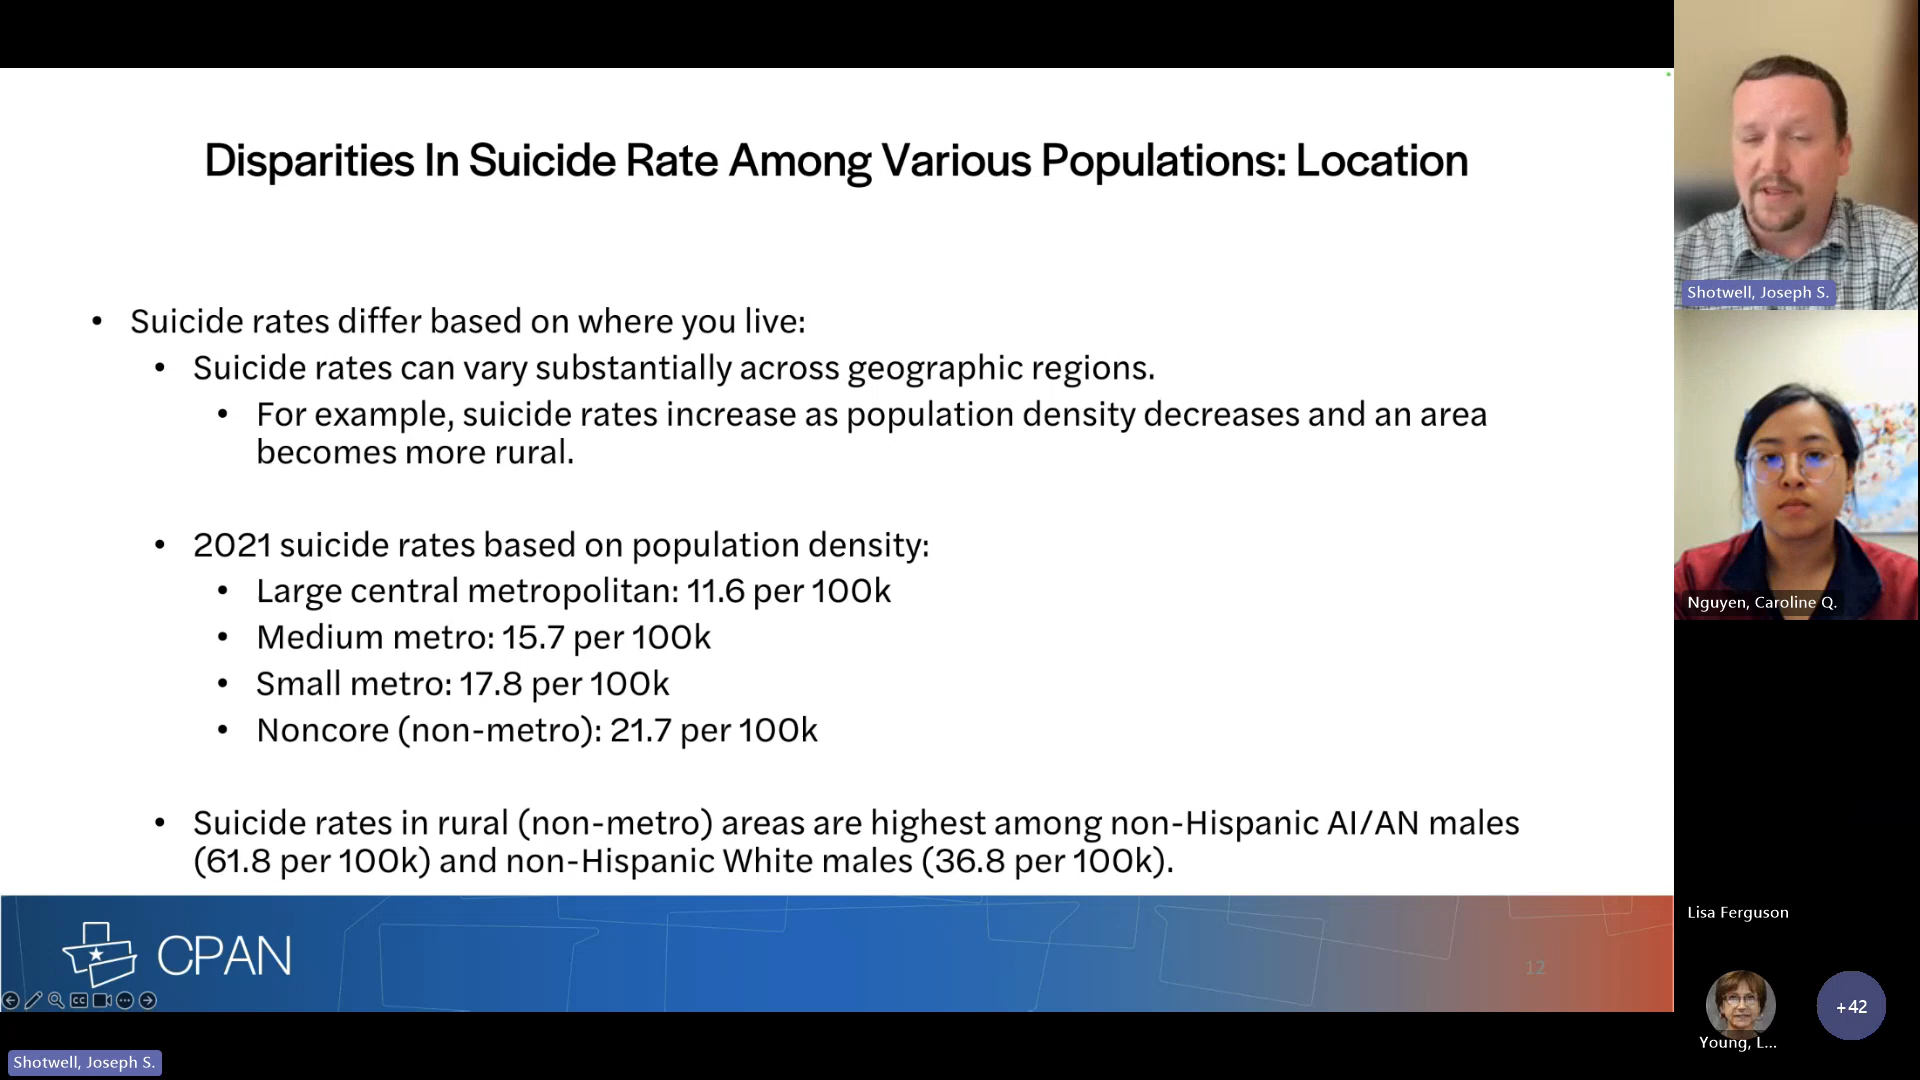 Disparities In Suicide Rate Among Various Populations: Location
• Suicide rates differ based on where you live:
• Suicide rates can vary substantially across geographic regions.
• For example, suicide rates increase as population density decreases and an area
becomes more rural.
• 2021 suicide rates based on population density:
• Large central metropolitan: 11.6 per 100k
• Medium metro: 15.7 per 100k
• Small metro: 17.8 per 100k
• Noncore (non-metro): 21.7 per 100k
• Suicide rates in rural (non-metro) areas are highest among non-Hispanic AI/AN males
(61.8 per 100k) and non-Hispanic White males (36.8 per 100k).
CPAN
12
CC
Shotwell, Joseph S.
Shotwell, Joseph S.
Nguyen, Caroline Q.
Lisa Ferguson
Young, L...
+42